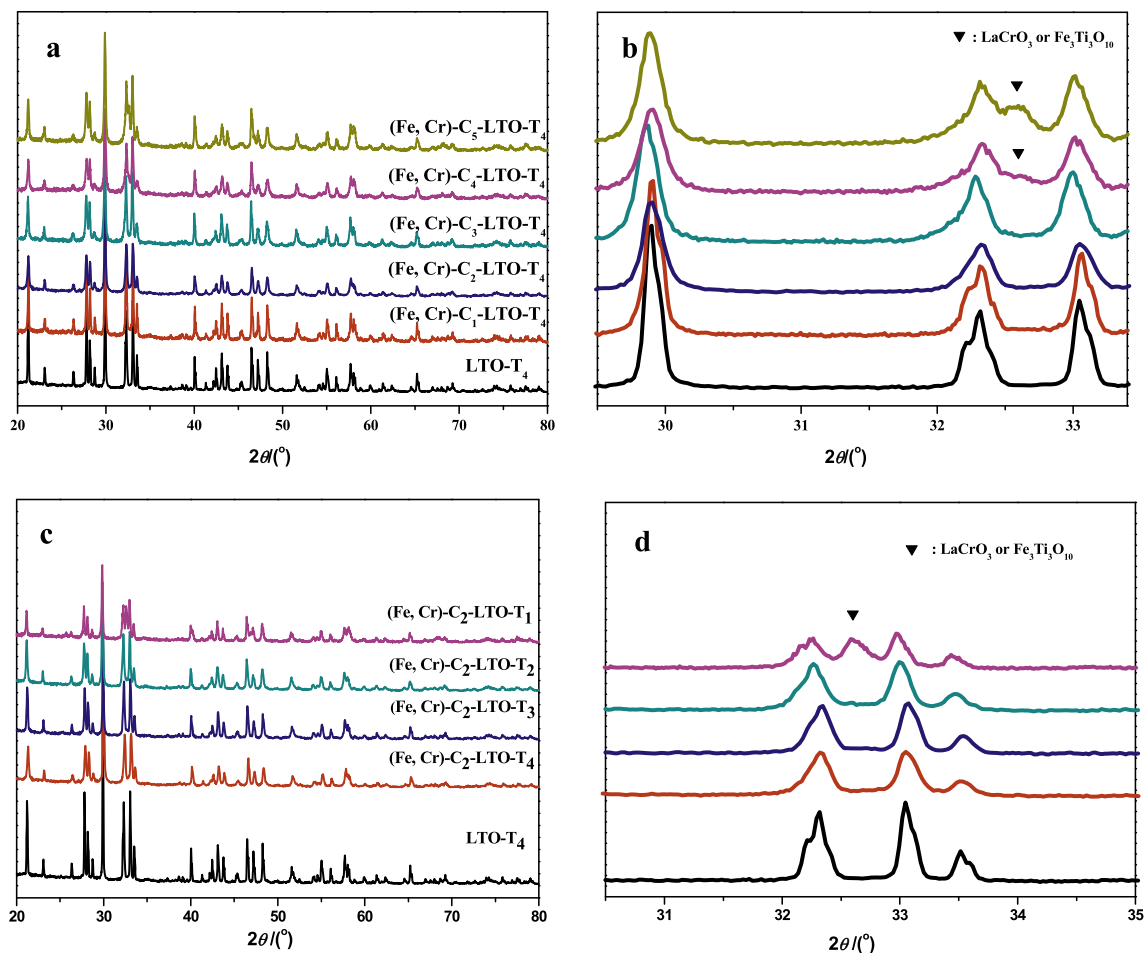 a
(Fe, Cr)-C5-LTO-T4
(Fe, Cr)-C4-LTO-T4
(Fe, Cr)-C3-LTO-T4
(Fe, Cr)-C2-LTO-T4
(Fe, Cr)-C1-LTO-T4
LTO-T4
20 30 40 50 60 70 80
2θ/(o)
b
▼ : LaCrO3 or Fe3Ti3O10
30 31 32 33
2θ/(o)
c
(Fe, Cr)-C2-LTO-T1
(Fe, Cr)-C2-LTO-T2
(Fe, Cr)-C2-LTO-T3
(Fe, Cr)-C2-LTO-T4
LTO-T4
20 30 40 50 60 70 80
2θ/(o)
d
▼ : LaCrO3 or Fe3Ti3O10
31 32 33 34 35
2θ/(o)